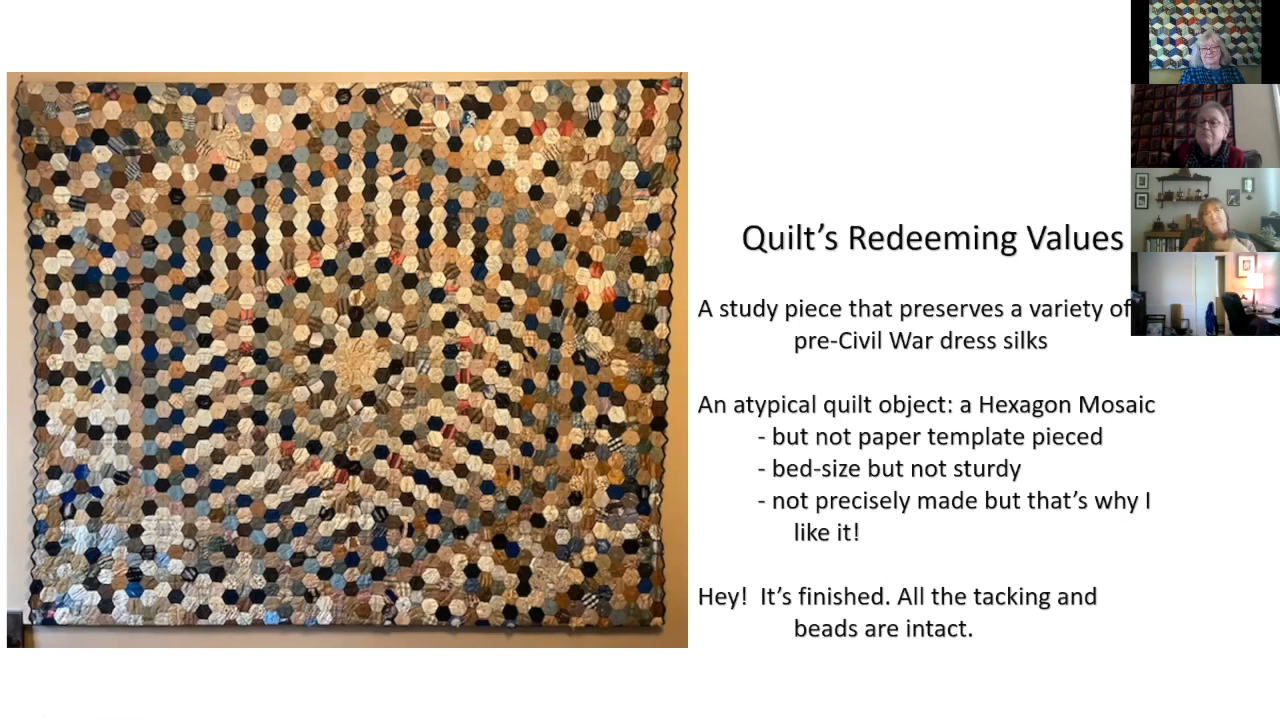 Quilt's Redeeming Values
A study piece that preserves a variety of
pre-Civil War dress silks
An atypical quilt object: a Hexagon Mosaic
- but not paper template pieced
- bed-size but not sturdy
- not precisely made but that's why I
like it!
Hey!  It's finished. All the tacking and
beads are intact.